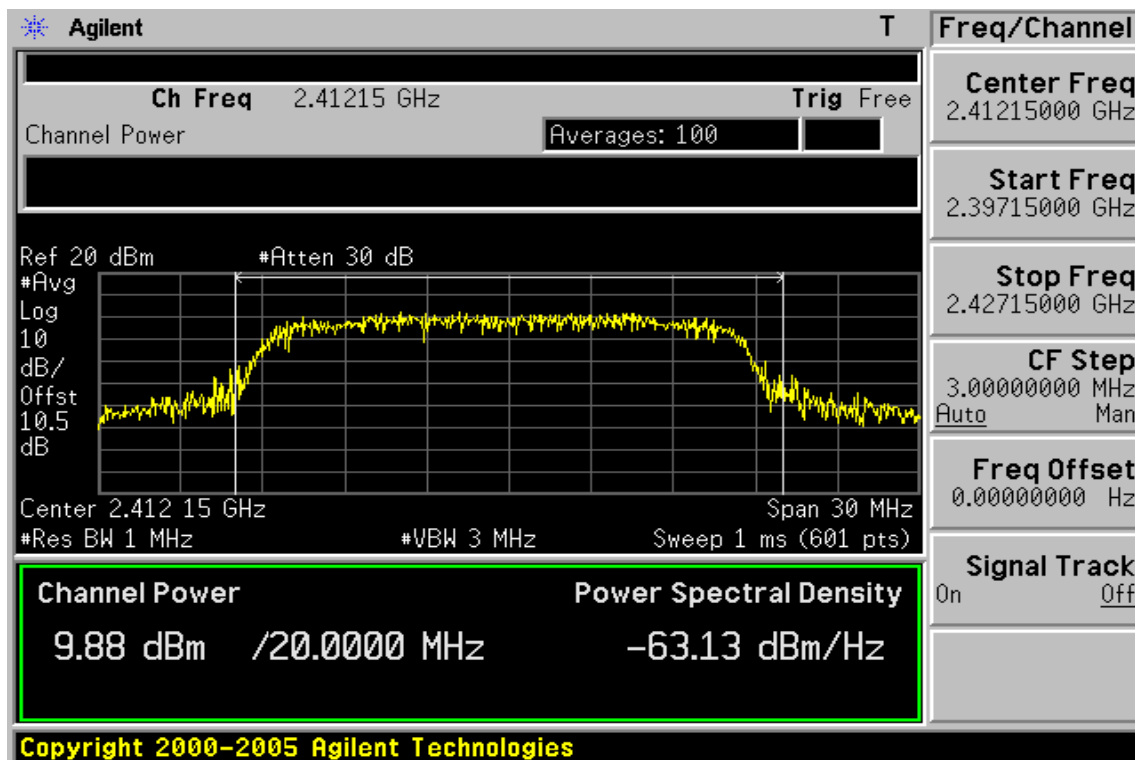 Agilent T
Freq/Channel
Ch Freq 2.41215 GHz Trig Free
Channel Power Averages: 100
Ref 20 dBm #Atten 30 dB
#Avg
Log
10
dB/
Offst
10.5
dB
Center 2.412 15 GHz Span 30 MHz
#Res BW 1 MHz #VBW 3 MHz Sweep 1 ms (601 pts)
Channel Power Power Spectral Density
9.88 dBm /20.0000 MHz -63.13 dBm/Hz
Center Freq
2.41215000 GHz
Start Freq
2.39715000 GHz
Stop Freq
2.42715000 GHz
CF Step
3.00000000 MHz
Auto Man
Freq Offset
0.00000000 Hz
Signal Track
On Off
Copyright 2000-2005 Agilent Technologies